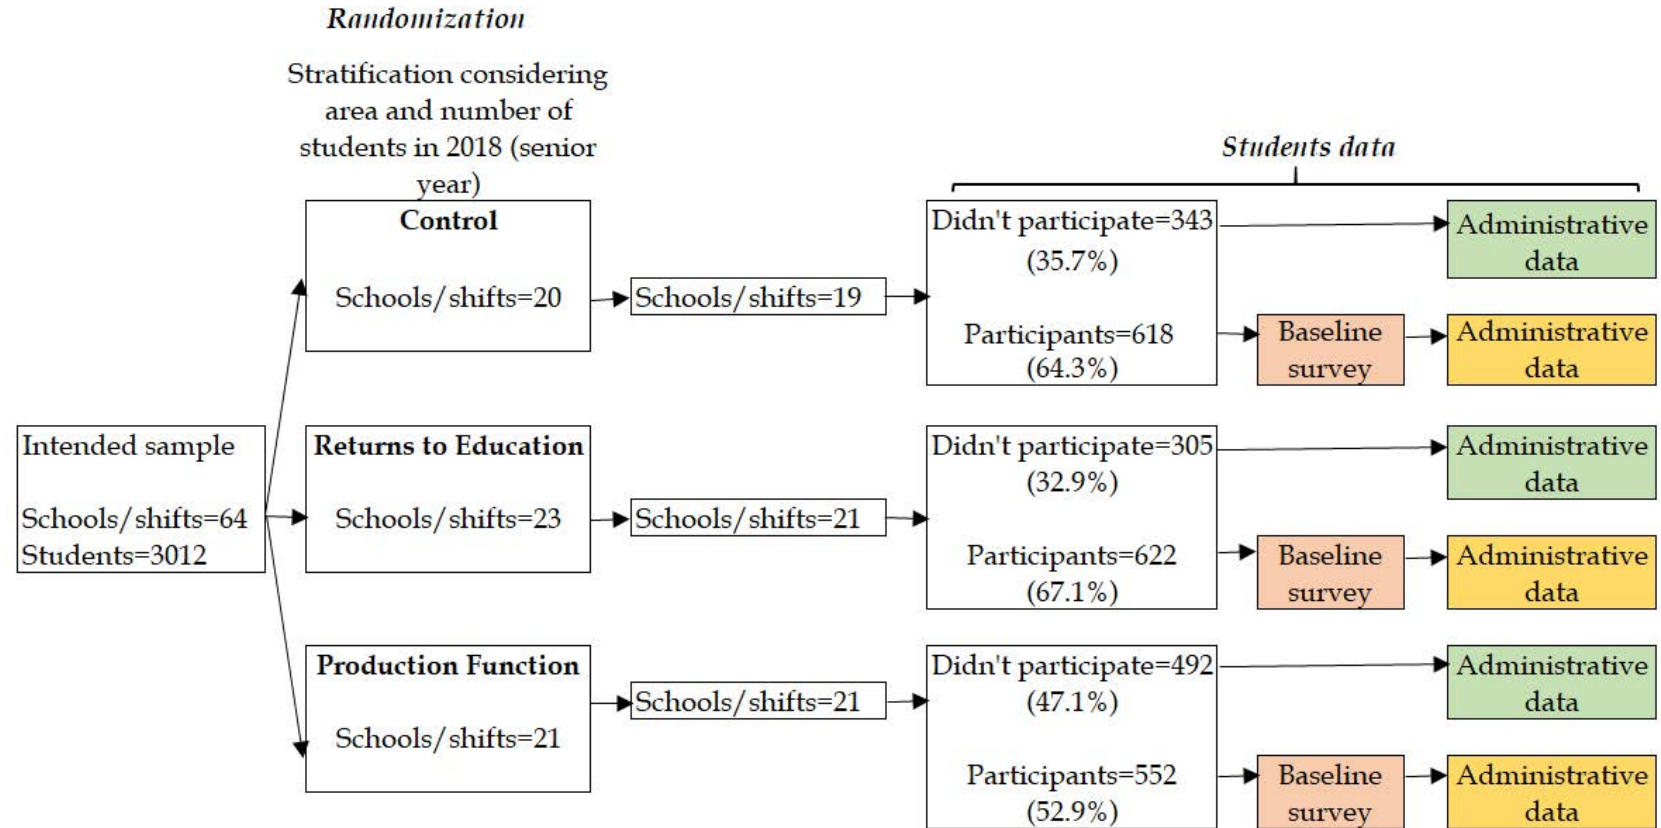 Randomization
Stratification considering
area and number of
students in 2018 (senior
year)
Students data
Intended sample
Schools/shifts=64
Students=3012
Control
Schools/shifts=20
Schools/shifts=19
Didn't participate=343
(35.7%)
Participants=618
(64.3%)
Administrative
data
Baseline
survey
Administrative
data
Returns to Education
Schools/shifts=23
Schools/shifts=21
Didn't participate=305
(32.9%)
Participants=622
(67.1%)
Administrative
data
Baseline
survey
Administrative
data
Production Function
Schools/shifts=21
Schools/shifts=21
Didn't participate=492
(47.1%)
Participants=552
(52.9%)
Administrative
data
Baseline
survey
Administrative
data